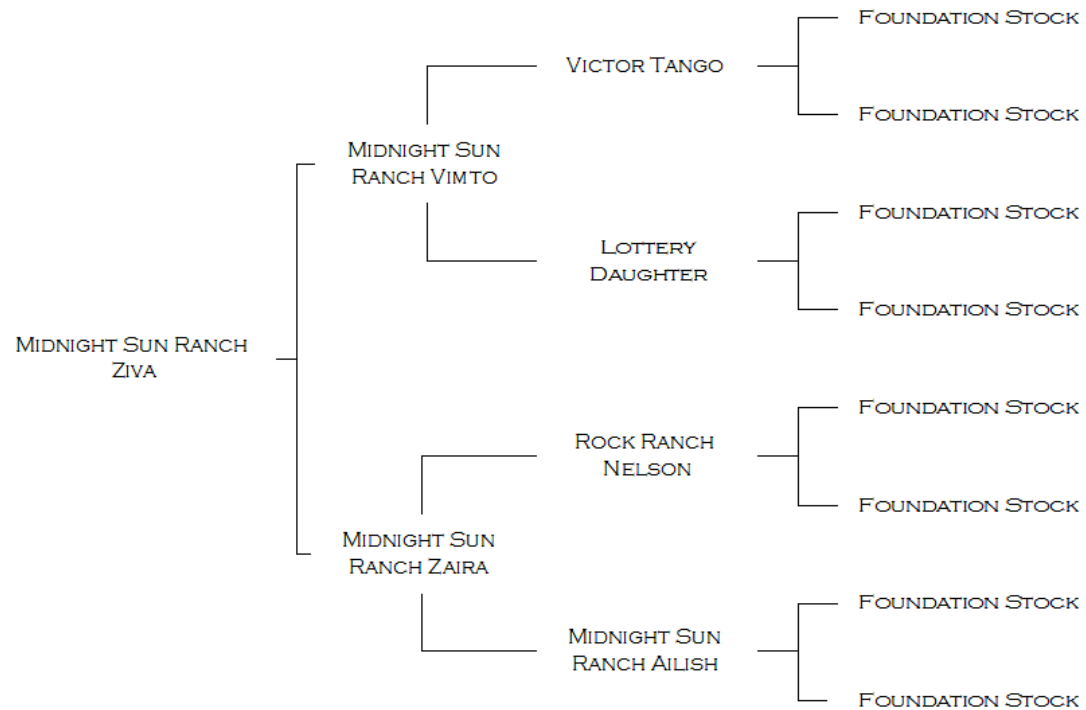 Foundation Stock
Victor Tango
Foundation Stock
Midnight Sun
Ranch Vimto
Foundation Stock
Lottery
Daughter
Foundation Stock
Midnight Sun Ranch
Ziva
Foundation Stock
Rock Ranch
Nelson
Foundation Stock
Midnight Sun
Ranch Zaira
Foundation Stock
Midnight Sun
Ranch Ailish
Foundation Stock